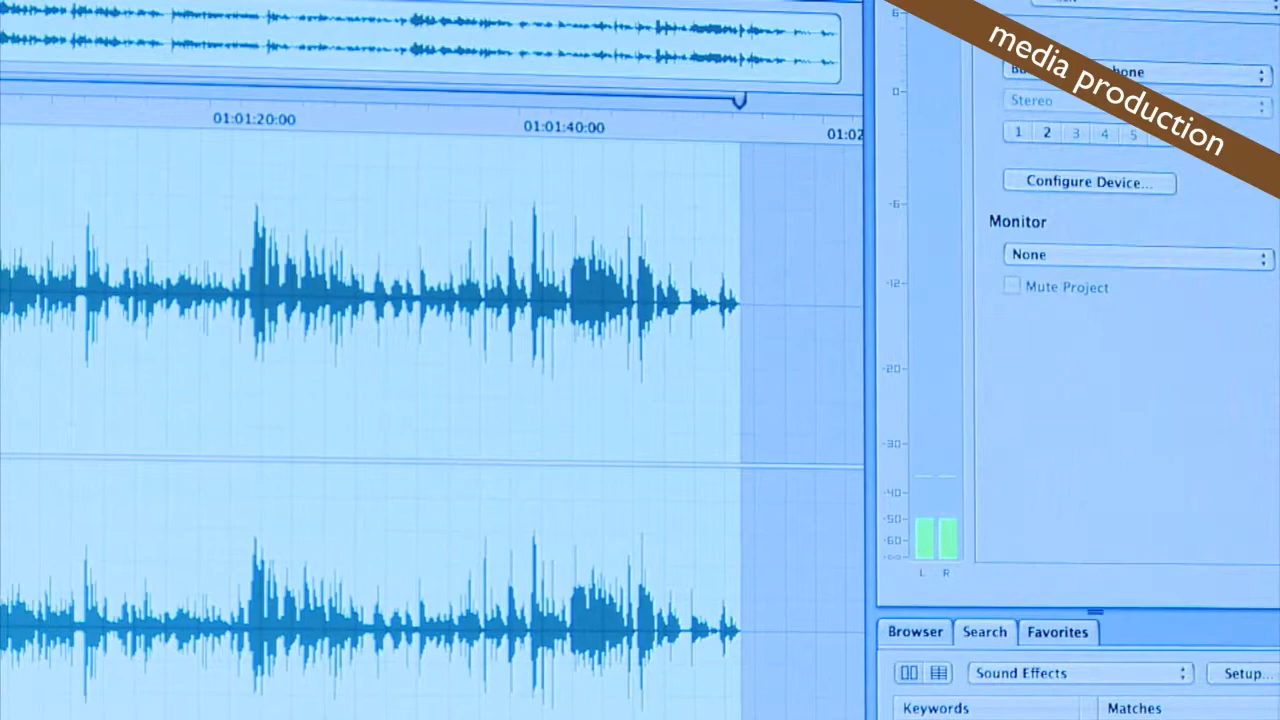 media production
01:01:20:00
01:01:40:00
01:02
6
0
-6
-12
-20
-30
-40
-50
-60
L R
Stereo
1 2 3 4 5
Configure Device...
Monitor
None
Mute Project
Browser Search Favorites
Sound Effects Setup...
Keywords Matches